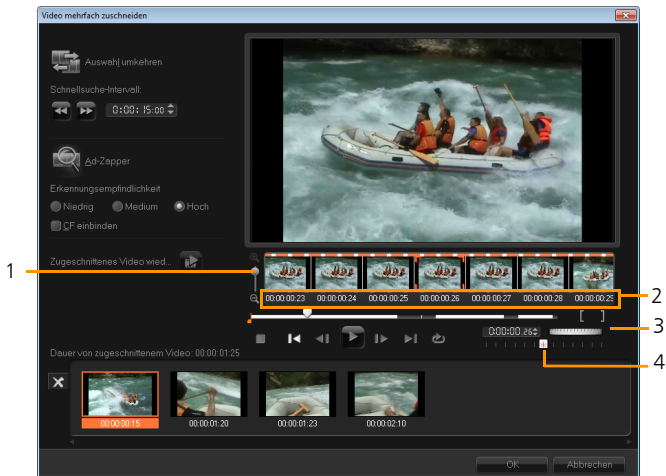 Video mehrfach zuschneiden
Auswahl umkehren
Schnellsuche-Intervall:
0:00:15:00
Ad-Zapper
Erkennungsempfindlichkeit
Niedrig Medium Hoch
CF einbinden
Zugeschnittenes Video wied...
1
00:00:00:23 00:00:00:24 00:00:00:25 00:00:00:26 00:00:00:27 00:00:00:28 00:00:00:29
2
[ ]
0:00:00.26
3
4
Dauer von zugeschnittenem Video: 00:00:01:25
00:00:00:15 00:00:01:20 00:00:01:23 00:00:02:10
OK Abbrechen